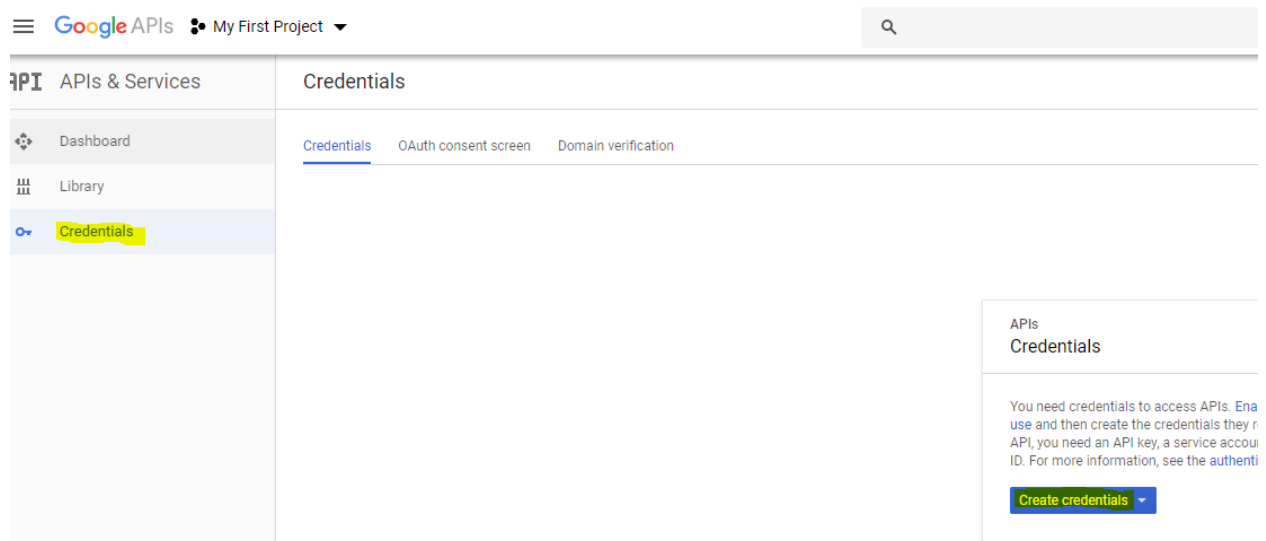 Google APIs My First Project
API APIs & Services
Credentials
Dashboard
Credentials OAuth consent screen Domain verification
Library
Credentials
APIs
Credentials
You need credentials to access APIs. Ena
use and then create the credentials they r
API, you need an API key, a service accou
ID. For more information, see the authenti
Create credentials